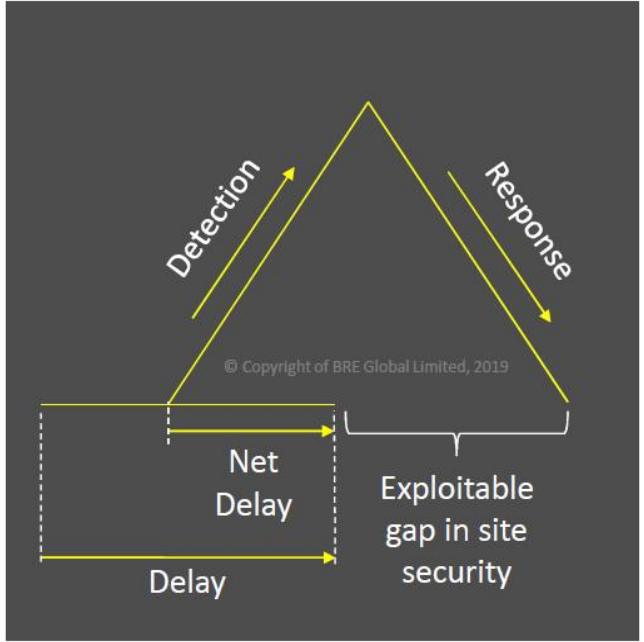 Detection
Response
© Copyright of BRE Global Limited, 2019
Net
Delay
Exploitable
gap in site
security
Delay